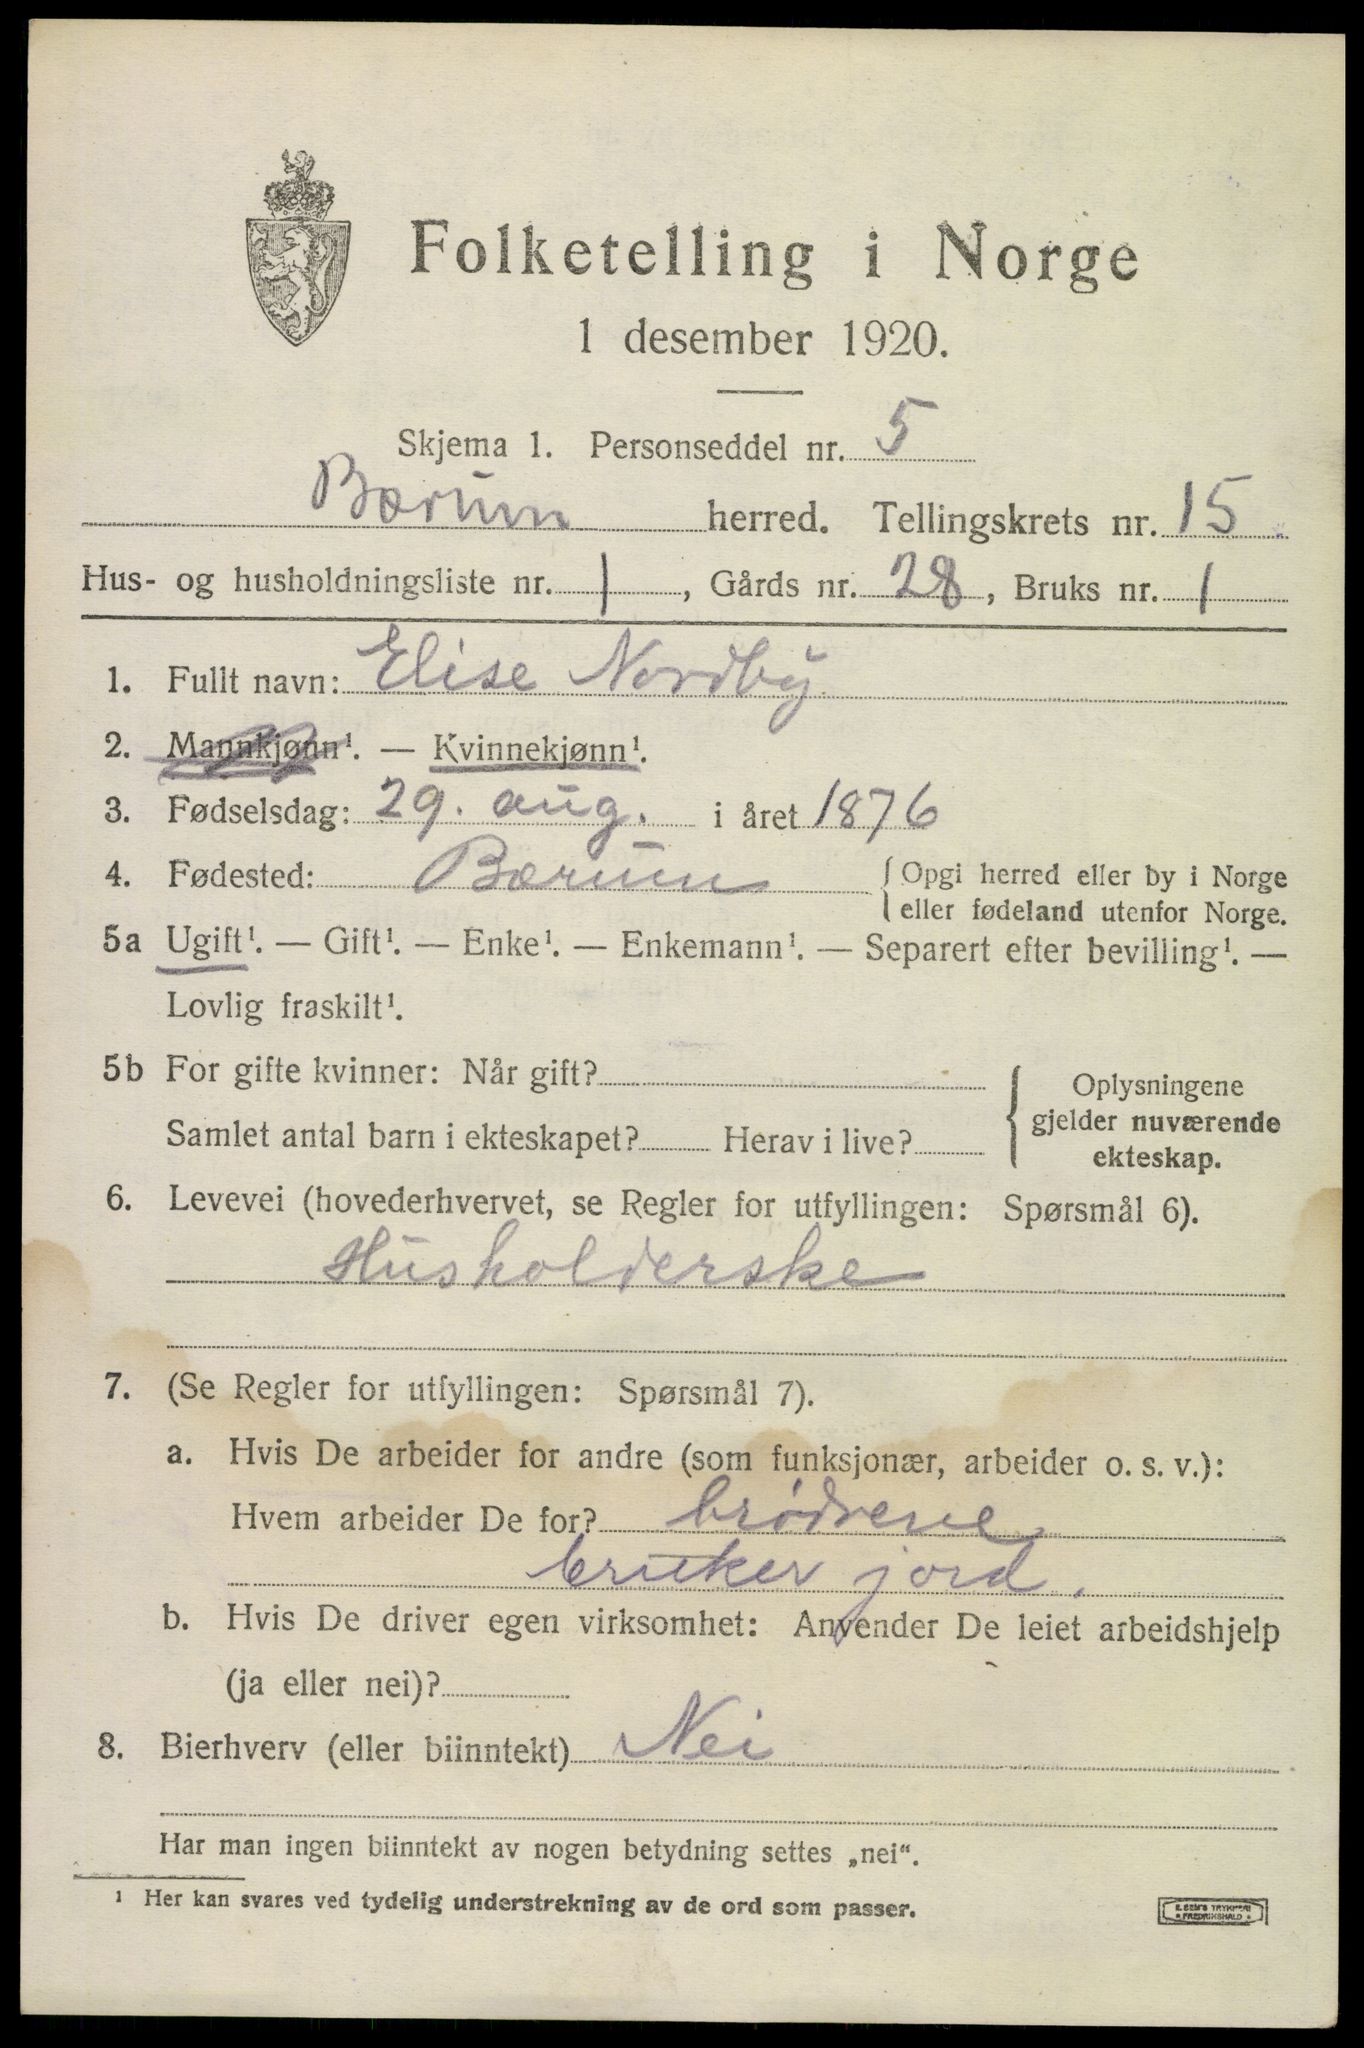 Folketelling i Norge
1 desember 1920.
Skjema 1. Personseddel nr. 5
Bærum herred. Tellingskrets nr. 15
Hus- og husholdningsliste nr. 1, Gårds nr. 28, Bruks nr. 1
1. Fullt navn: Elise Nordby
2. Mannkjønn¹. — Kvinnekjønn¹.
3. Fødselsdag: 29. aug. i året 1876
4. Fødested: Bærum { Opgi herred eller by i Norge
eller fødeland utenfor Norge.
5a Ugift¹. — Gift¹. — Enke¹. — Enkemann¹. — Separert efter bevilling¹. —
Lovlig fraskilt¹.
5b For gifte kvinner: Når gift?
Samlet antal barn i ekteskapet? Herav i live?
Oplysningene
gjelder nuværende
ekteskap.
6. Levevei (hovederhvervet, se Regler for utfyllingen: Spørsmål 6).
Husholderske
7. (Se Regler for utfyllingen: Spørsmål 7).
a. Hvis De arbeider for andre (som funksjonær, arbeider o. s. v.):
Hvem arbeider De for? brødrene
bruker jord.
b. Hvis De driver egen virksomhet: Anvender De leiet arbeidshjelp
(ja eller nei)?
8. Bierhverv (eller biinntekt) Nei
Har man ingen biinntekt av nogen betydning settes „nei“.
¹ Her kan svares ved tydelig understrekning av de ord som passer.
E. SEM'S TRYKKERI
FREDRIKSHALD